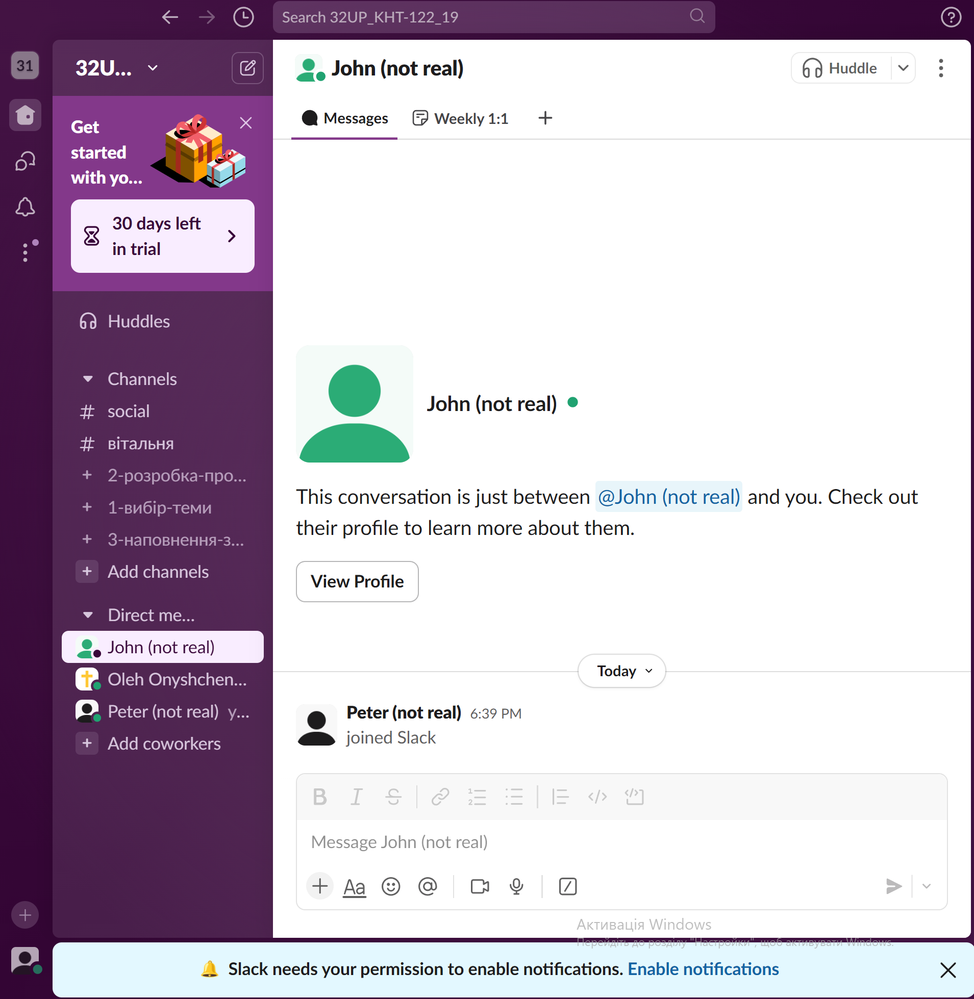 Search 32UP_KHT-122_19
31
32U...
Get
started
with yo...
30 days left
in trial
Huddles
Channels
# social
# вітальня
+ 2-розробка-про...
+ 1-вибір-теми
+ 3-наповнення-з...
+ Add channels
Direct me...
John (not real)
Oleh Onyshchen...
Peter (not real) y...
+ Add coworkers
John (not real)
Huddle
Messages
Weekly 1:1
John (not real)
This conversation is just between @John (not real) and you. Check out
their profile to learn more about them.
View Profile
Today
Peter (not real) 6:39 PM
joined Slack
Message John (not real)
Aa
Активація Windows
Перейдіть до розділу "Настройки", щоб активувати Windows.
Slack needs your permission to enable notifications. Enable notifications